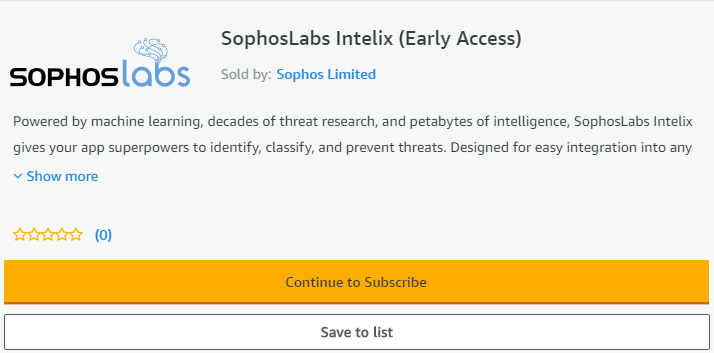 SOPHOSlabs
SophosLabs Intelix (Early Access)
Sold by: Sophos Limited
Powered by machine learning, decades of threat research, and petabytes of intelligence, SophosLabs Intelix
gives your app superpowers to identify, classify, and prevent threats. Designed for easy integration into any
Show more
(0)
Continue to Subscribe
Save to list